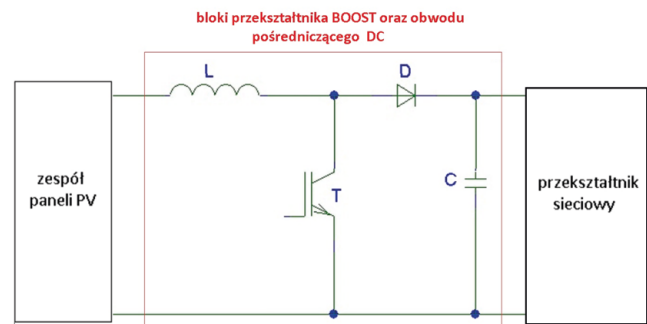 bloki przekształtnika BOOST oraz obwodu
pośredniczącego DC
L
D
zespół
paneli PV
T
C
przekształtnik
sieciowy